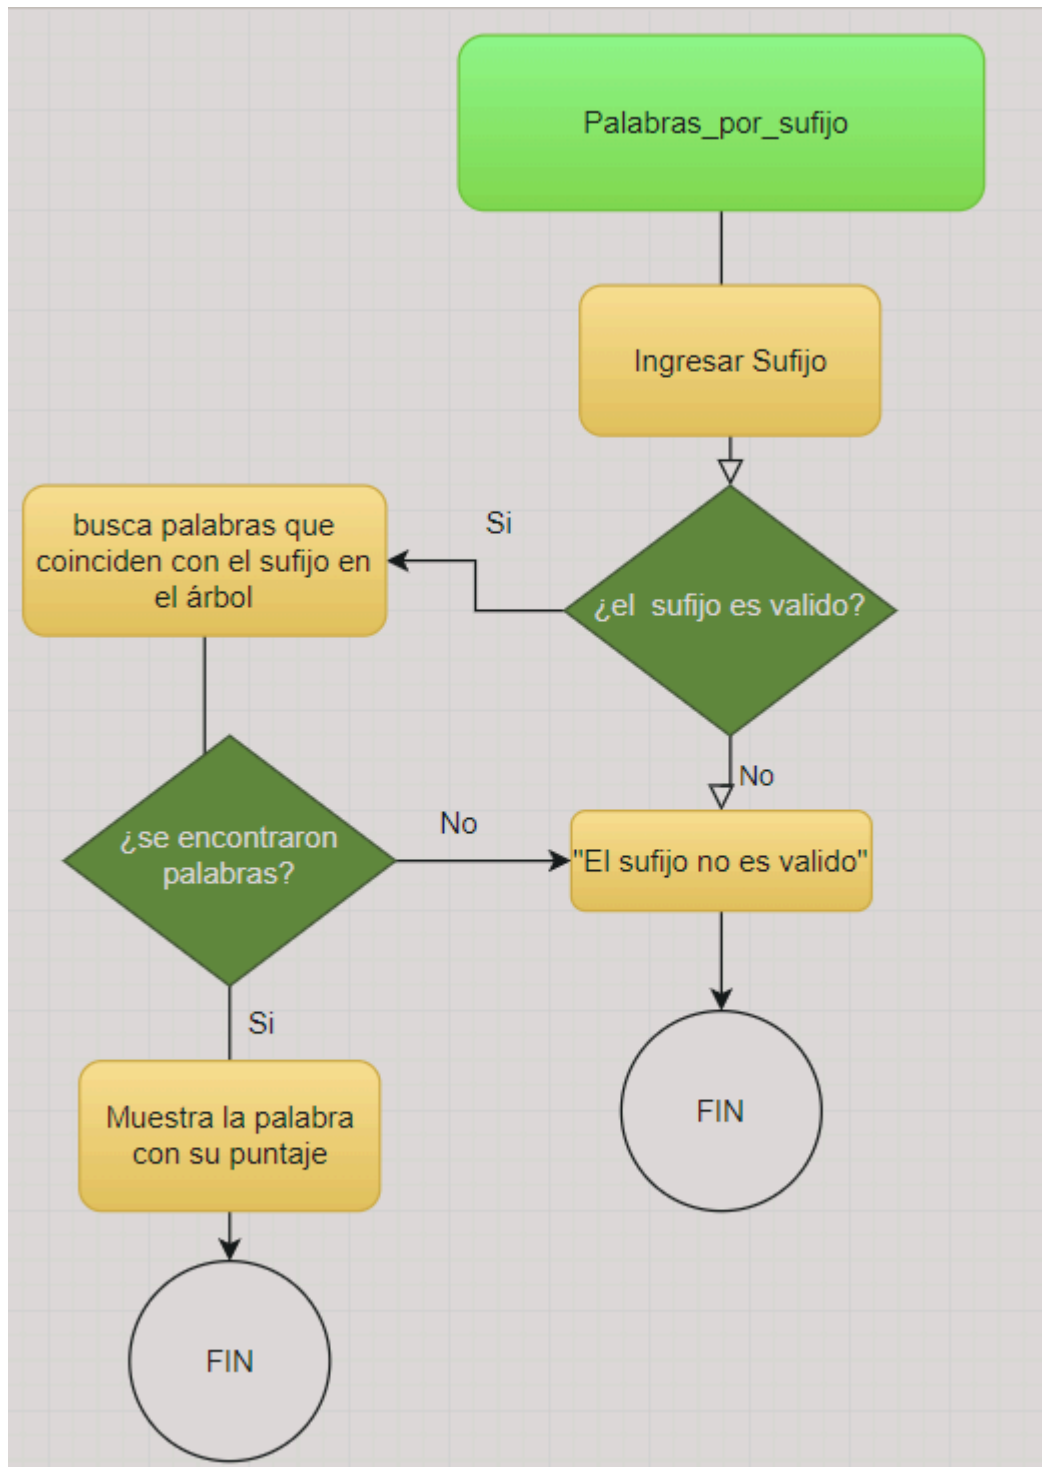 Palabras_por_sufijo
Ingresar Sufijo
Si
busca palabras que
coinciden con el sufijo en
el árbol
¿el  sufijo es valido?
No
¿se encontraron
palabras?
No
"El sufijo no es valido"
Si
Muestra la palabra
con su puntaje
FIN
FIN